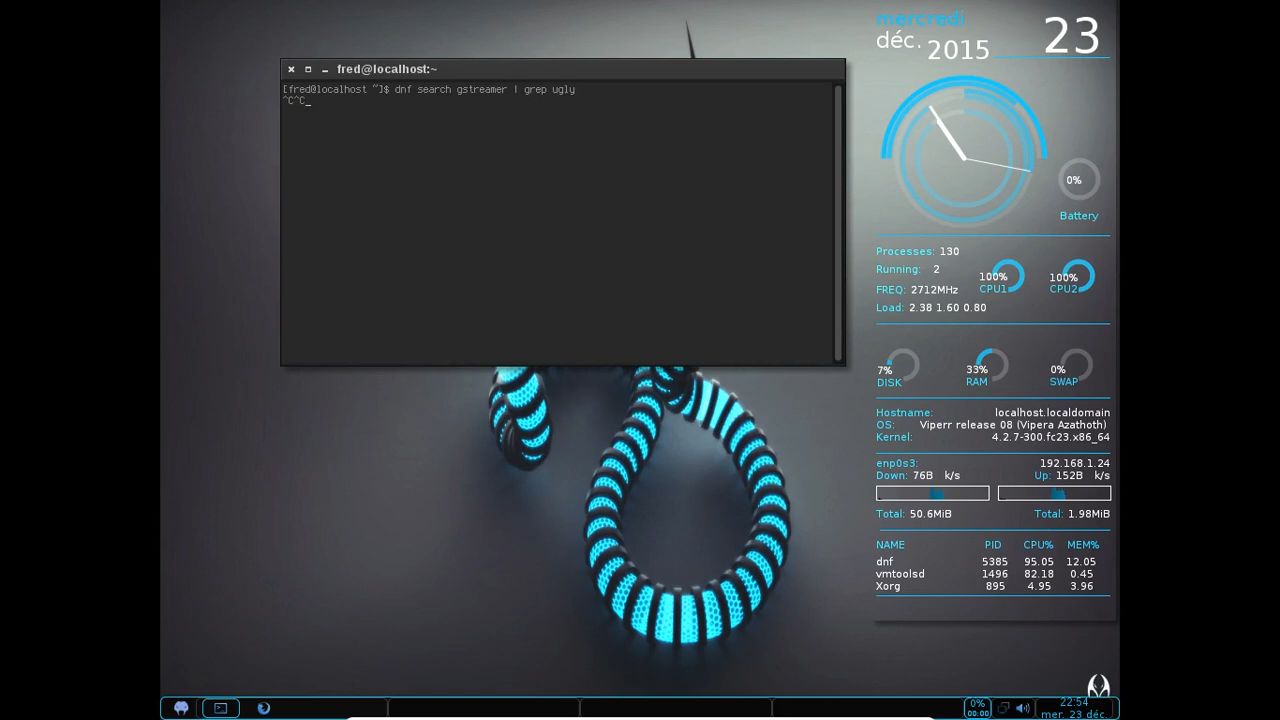 fred@localhost:~
[fred@localhost ~]$ dnf search gstreamer | grep ugly
^C^C_
mercredi
déc. 2015 23
0%
Battery
Processes: 130
Running: 2
FREQ: 2712MHz
100% CPU1
100% CPU2
Load: 2.38 1.60 0.80
7% 33% 0%
DISK RAM SWAP
Hostname: localhost.localdomain
OS: Viperr release 08 (Vipera Azathoth)
Kernel: 4.2.7-300.fc23.x86_64
enp0s3: 192.168.1.24
Down: 76B k/s Up: 152B k/s
Total: 50.6MiB Total: 1.98MiB
NAME PID CPU% MEM%
dnf 5385 95.05 12.05
vmtoolsd 1496 82.18 0.45
Xorg 895 4.95 3.96
0%
00:00
22:54
mer. 23 déc.